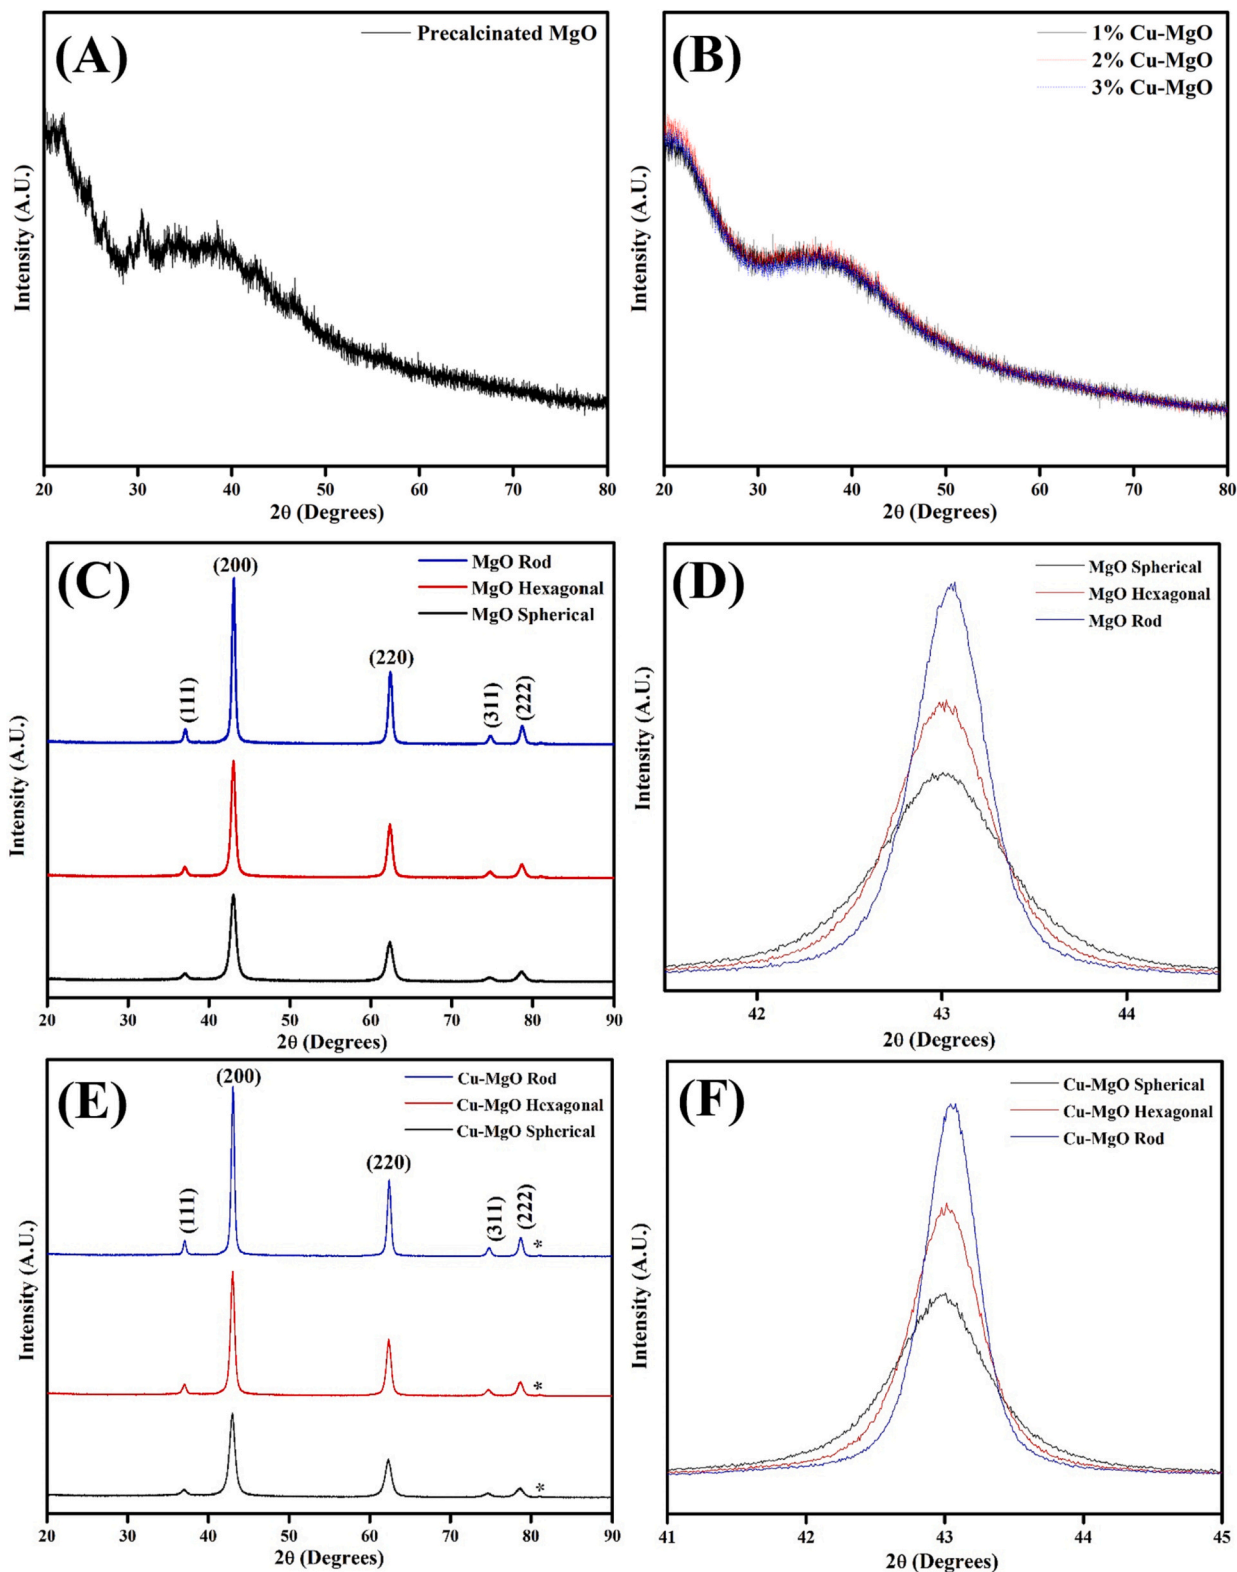 (A)
Precalcinated MgO
Intensity (A.U.)
20 30 40 50 60 70 80
2θ (Degrees)
(B)
1% Cu-MgO
2% Cu-MgO
3% Cu-MgO
Intensity (A.U.)
20 30 40 50 60 70 80
2θ (Degrees)
(C)
MgO Rod
MgO Hexagonal
MgO Spherical
(111)
(200)
(220)
(311)
(222)
Intensity (A.U.)
20 30 40 50 60 70 80 90
2θ (Degrees)
(D)
MgO Spherical
MgO Hexagonal
MgO Rod
Intensity (A.U.)
42 43 44
2θ (Degrees)
(E)
Cu-MgO Rod
Cu-MgO Hexagonal
Cu-MgO Spherical
(111)
(200)
(220)
(311)
(222)
*
*
*
Intensity (A.U.)
20 30 40 50 60 70 80 90
2θ (Degrees)
(F)
Cu-MgO Spherical
Cu-MgO Hexagonal
Cu-MgO Rod
Intensity (A.U.)
41 42 43 44 45
2θ (Degrees)